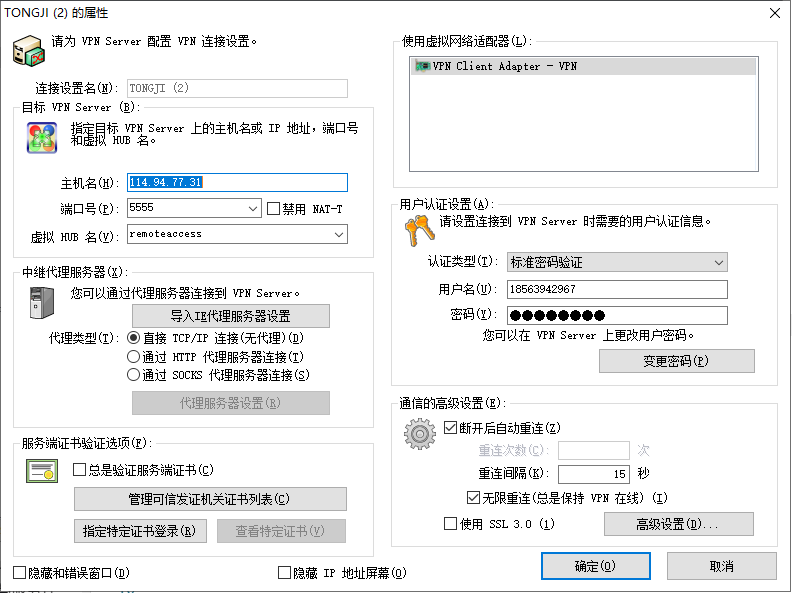 TONGJI (2) 的属性
请为 VPN Server 配置 VPN 连接设置。
连接设置名(N): TONGJI (2)
目标 VPN Server (B):
指定目标 VPN Server 上的主机名或 IP 地址，端口号
和虚拟 HUB 名。
主机名(H): 114.94.77.31
端口号(P): 5555 禁用 NAT-T
虚拟 HUB 名(V): remoteaccess
中继代理服务器(X):
您可以通过代理服务器连接到 VPN Server。
导入IE代理服务器设置
代理类型(T): 直接 TCP/IP 连接(无代理)(D)
通过 HTTP 代理服务器连接(T)
通过 SOCKS 代理服务器连接(S)
代理服务器设置(R)
服务端证书验证选项(F):
总是验证服务端证书(C)
管理可信发证机关证书列表(C)
指定特定证书登录(R) 查看特定证书(V)
隐藏和错误窗口(D)
隐藏 IP 地址屏幕(O)
使用虚拟网络适配器(L):
VPN Client Adapter - VPN
用户认证设置(A):
请设置连接到 VPN Server 时需要的用户认证信息。
认证类型(T): 标准密码验证
用户名(U): 18563942967
密码(Y): ●●●●●●●●
您可以在 VPN Server 上更改用户密码。
变更密码(P)
通信的高级设置(E):
断开后自动重连(Z)
重连次数(C): 次
重连间隔(K): 15 秒
无限重连(总是保持 VPN 在线) (I)
使用 SSL 3.0 (1) 高级设置(D)...
确定(O) 取消